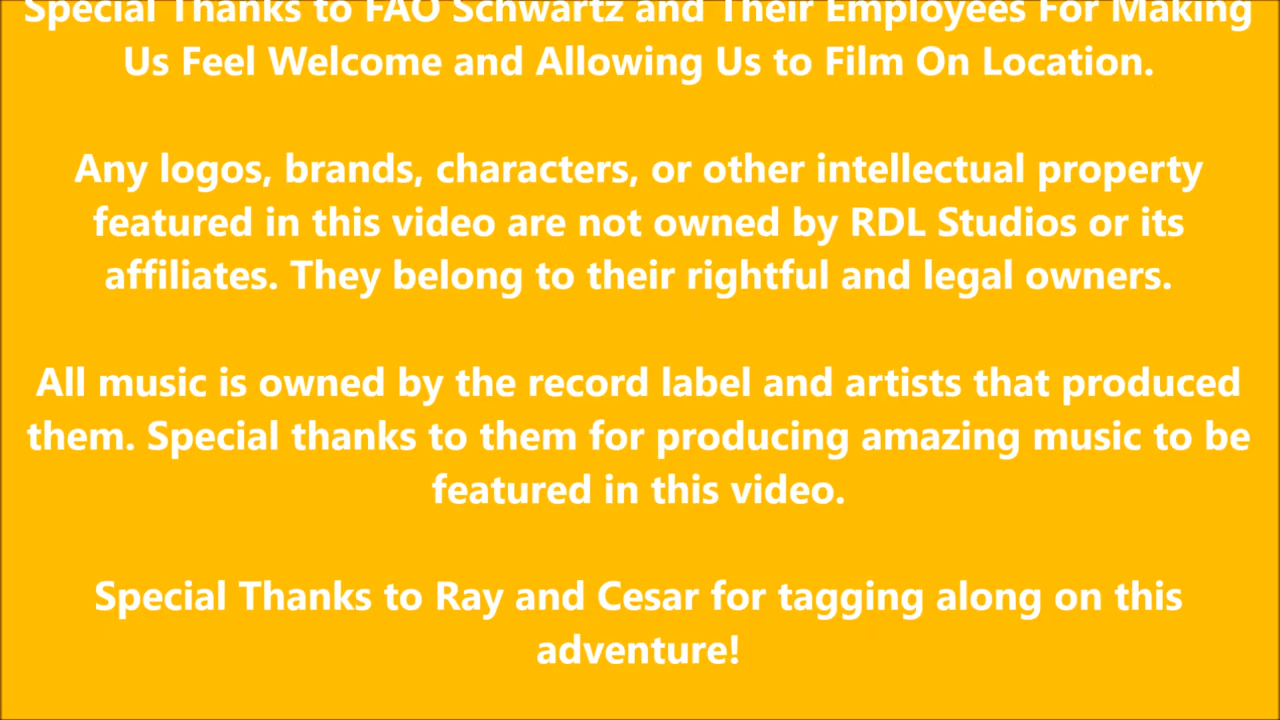 Special Thanks to FAO Schwartz and Their Employees For Making
Us Feel Welcome and Allowing Us to Film On Location.
Any logos, brands, characters, or other intellectual property
featured in this video are not owned by RDL Studios or its
affiliates. They belong to their rightful and legal owners.
All music is owned by the record label and artists that produced
them. Special thanks to them for producing amazing music to be
featured in this video.
Special Thanks to Ray and Cesar for tagging along on this
adventure!